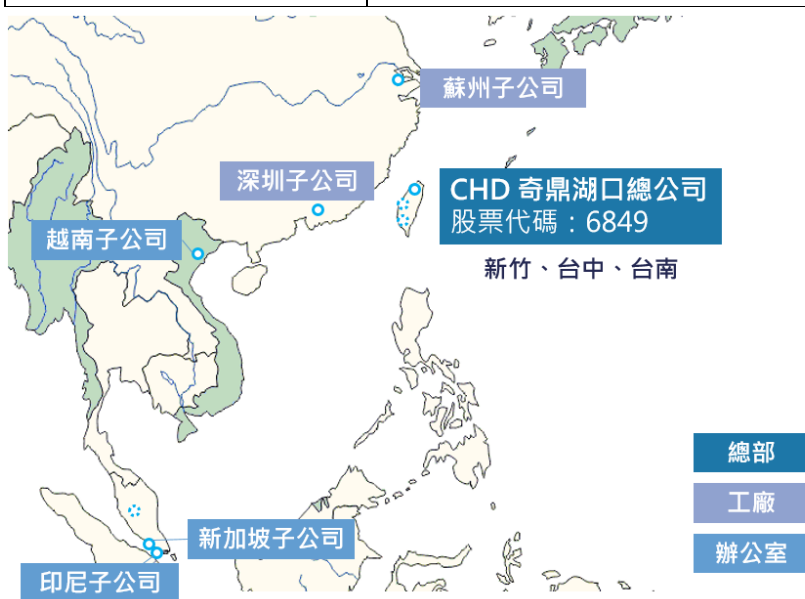 蘇州子公司
深圳子公司
CHD 奇鼎湖口總公司
股票代碼：6849
越南子公司
新竹、台中、台南
總部
工廠
新加坡子公司
辦公室
印尼子公司